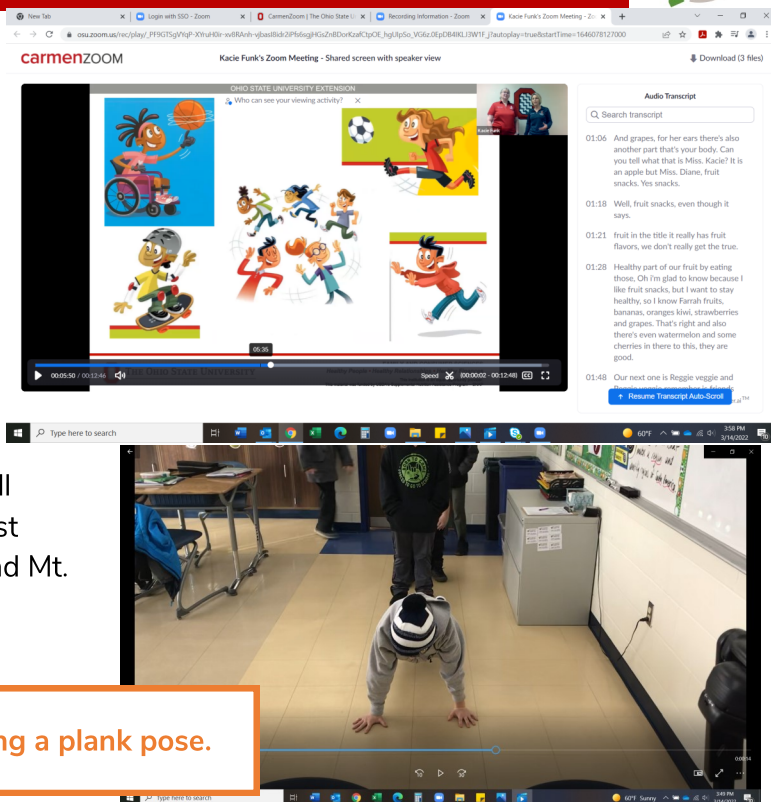 New Tab
Login with SSO - Zoom
CarmenZoom | The Ohio State U
Recording Information - Zoom
Kacie Funk's Zoom Meeting - Zo
osu.zoom.us/rec/play/
?autoplay=true&startTime=1646078127000
carmenzoom
Kacie Funk's Zoom Meeting - Shared screen with speaker view
Download (3 files)
OHIO STATE UNIVERSITY EXTENSION
Who can see your viewing activity?
Kacie Funk
05:35
THE OHIO STATE UNIVERSITY
00:05:50 / 00:12:46
Speed
(00:00:02 - 00:12:48)
CC
Audio Transcript
Search transcript
01:06 And grapes, for her ears there's also
another part that's your body. Can
you tell what that is Miss. Kacie? It is
an apple but Miss. Diane, fruit
snacks. Yes snacks.
01:18 Well, fruit snacks, even though it
says.
01:21 fruit in the title it really has fruit
flavors, we don't really get the true.
01:28 Healthy part of our fruit by eating
those, Oh i'm glad to know because I
like fruit snacks, but I want to stay
healthy, so I know Farrah fruits,
bananas, oranges kiwi, strawberries
and grapes. That's right and also
there's even watermelon and some
cherries in there to this, they are
good.
01:48 Our next one is Reggie veggie and
Resume Transcript Auto-Scroll
Type here to search
60°F
3:58 PM
3/14/2022
nd Mt.
ng a plank pose.
Type here to search
60°F Sunny
3:49 PM